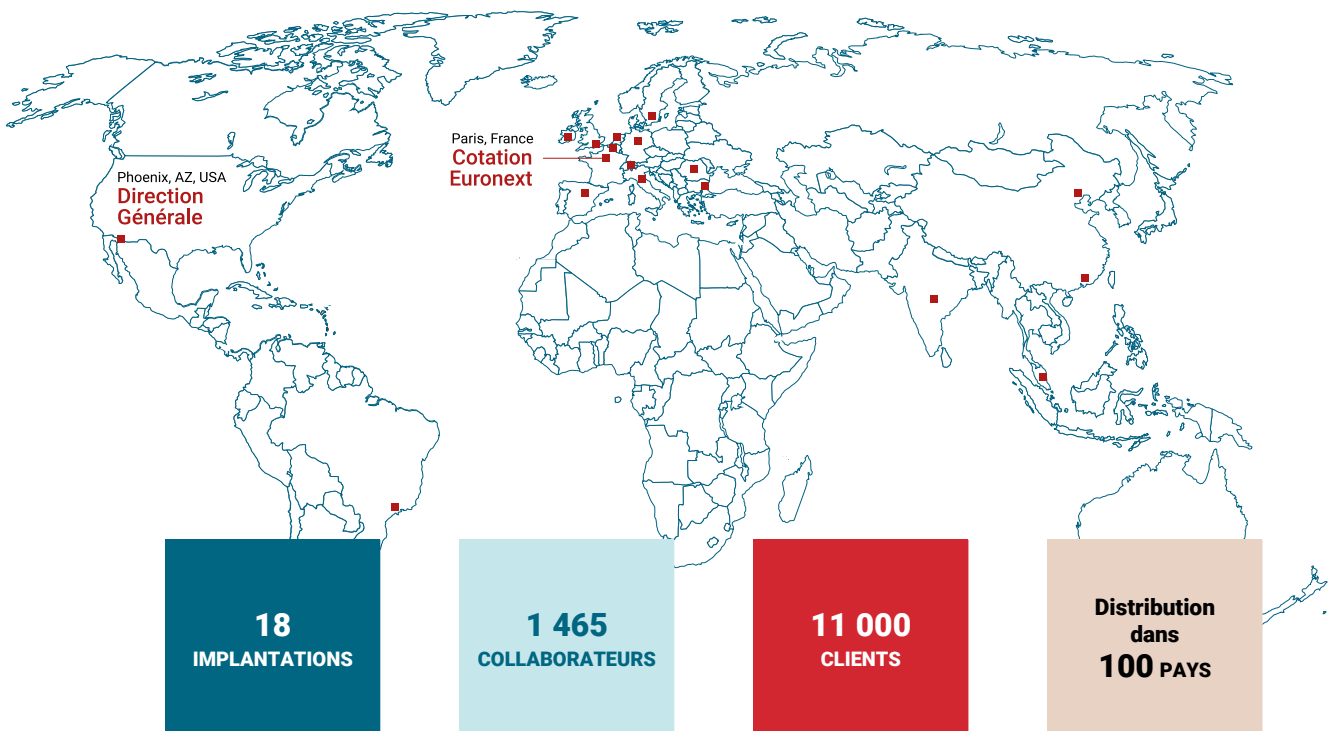 Paris, France
Cotation
Euronext
Phoenix, AZ, USA
Direction
Générale
18
IMPLANTATIONS
1 465
COLLABORATEURS
11 000
CLIENTS
Distribution
dans
100 PAYS